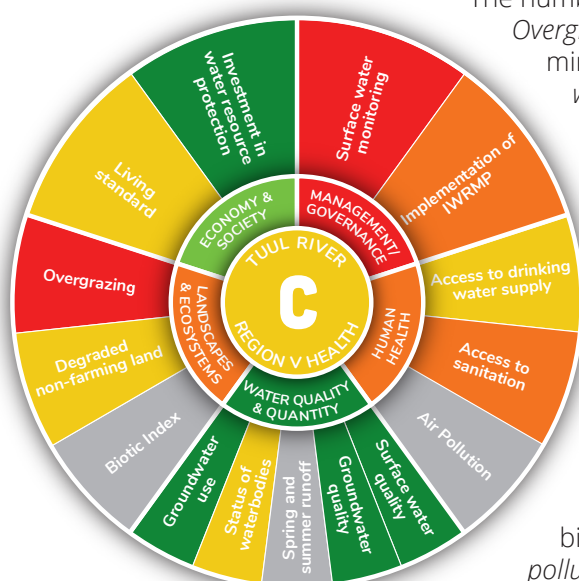 The numb
Overg
min
w
Investment in
water resource
protection
Surface water
monitoring
Implementation of
IWRMP
Access to drinking
water supply
Access to
sanitation
Air Pollution
Surface water
quality
Groundwater
quality
Spring and
summer runoff
Status of
waterbodies
Groundwater
use
Biotic Index
Degraded
non-farming land
Overgrazing
Living
standard
ECONOMY &
SOCIETY
MANAGEMENT/
GOVERNANCE
HUMAN
HEALTH
WATER QUALITY
& QUANTITY
LANDSCAPES
& ECOSYSTEMS
TUUL RIVER
C
REGION V HEALTH
bi
pollu